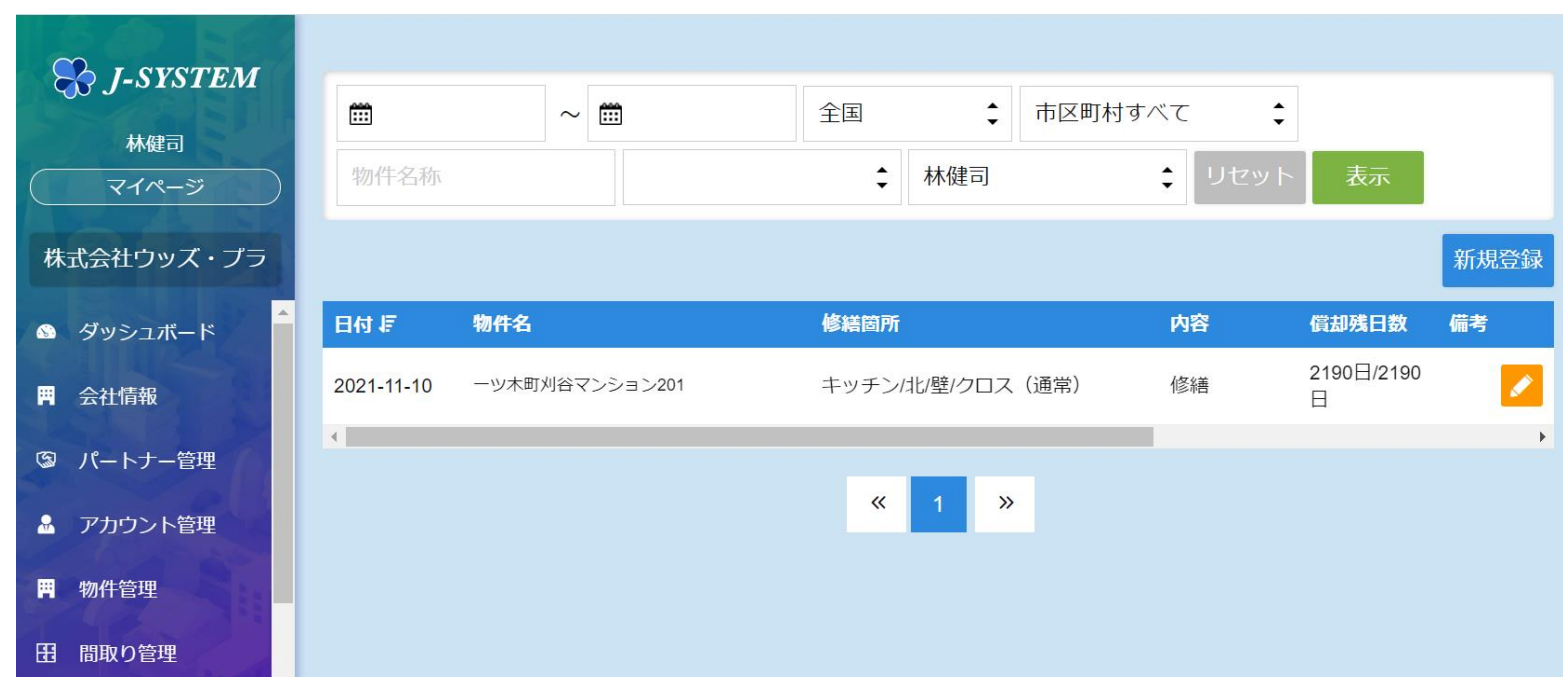 J-SYSTEM
林健司
マイページ
株式会社ウッズ・プラ
ダッシュボード
会社情報
パートナー管理
アカウント管理
物件管理
間取り管理
～ 全国 市区町村すべて
物件名称 林健司 リセット 表示
新規登録
日付 物件名 修繕箇所 内容 償却残日数 備考
2021-11-10 一ツ木町刈谷マンション201 キッチン/北/壁/クロス（通常） 修繕 2190日/2190
日
« 1 »